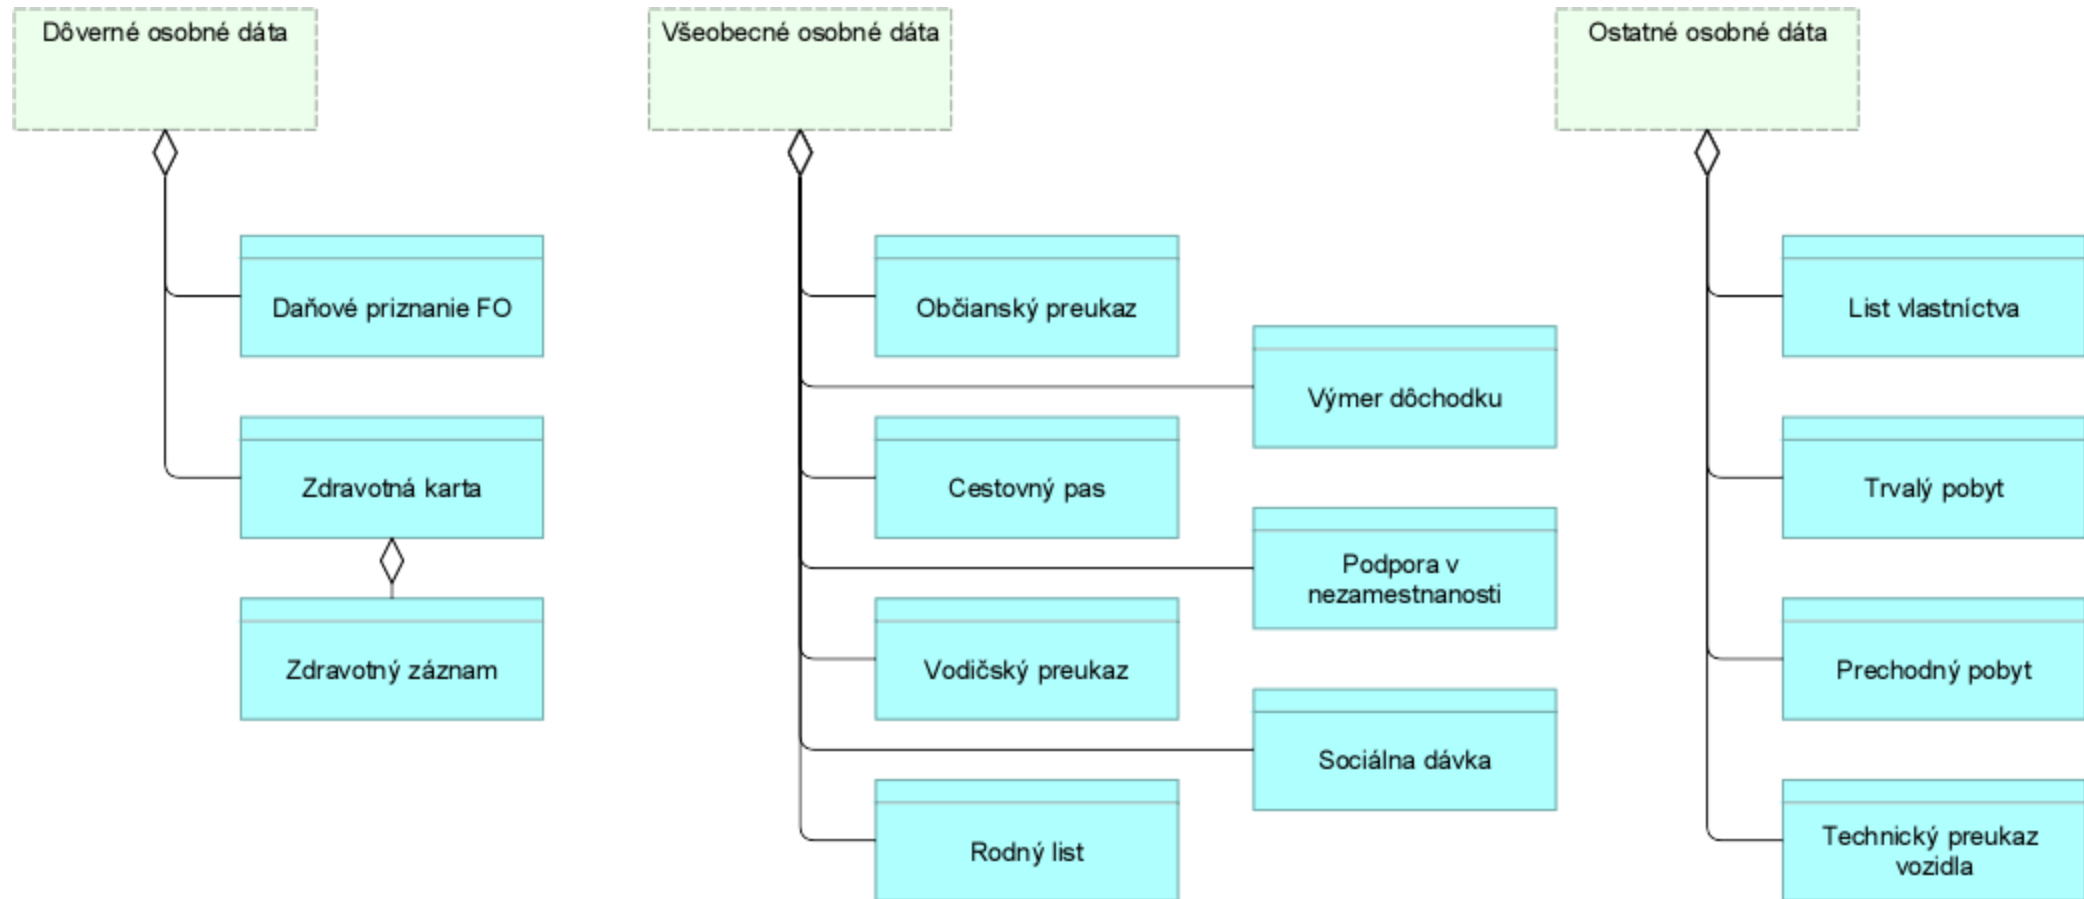 Dôverné osobné dáta
Všeobecné osobné dáta
Ostatné osobné dáta
Daňové priznanie FO
Zdravotná karta
Zdravotný záznam
Občianský preukaz
Výmer dôchodku
Cestovný pas
Podpora v
nezamestnanosti
Vodičský preukaz
Sociálna dávka
Rodný list
List vlastníctva
Trvalý pobyt
Prechodný pobyt
Technický preukaz
vozidla